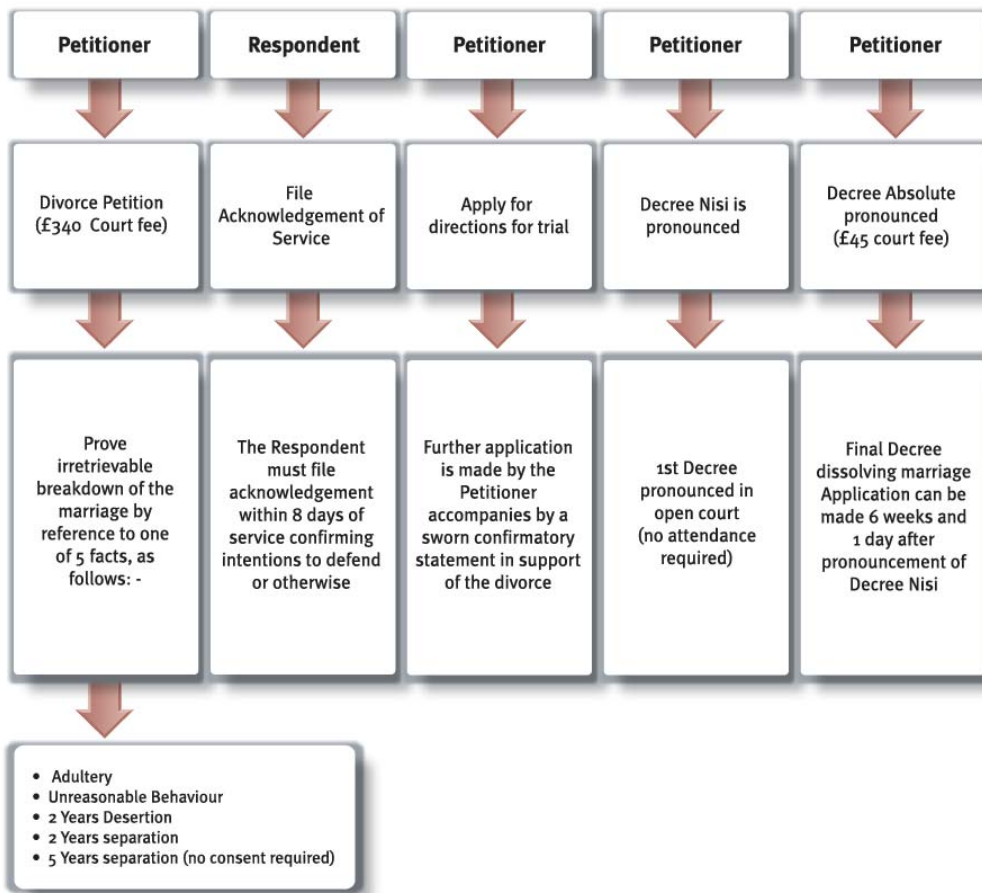 Petitioner
Divorce Petition
(£340 Court fee)
Prove
irretrievable
breakdown of the
marriage by
reference to one
of 5 facts, as
follows: -
• Adultery
• Unreasonable Behaviour
• 2 Years Desertion
• 2 Years separation
• 5 Years separation (no consent required)
Respondent
File
Acknowledgement of
Service
The Respondent
must file
acknowledgement
within 8 days of
service confirming
intentions to defend
or otherwise
Petitioner
Apply for
directions for trial
Further application
is made by the
Petitioner
accompanies by a
sworn confirmatory
statement in support
of the divorce
Petitioner
Decree Nisi is
pronounced
1st Decree
pronounced in
open court
(no attendance
required)
Petitioner
Decree Absolute
pronounced
(£45 court fee)
Final Decree
dissolving marriage
Application can be
made 6 weeks and
1 day after
pronouncement of
Decree Nisi